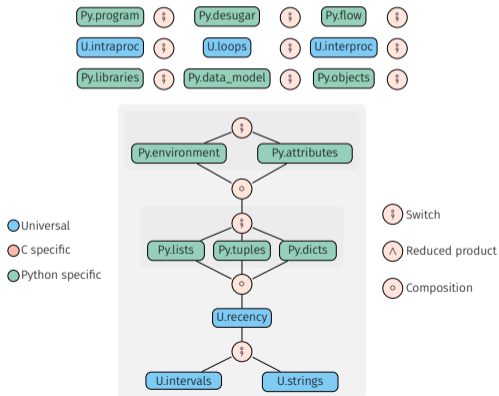 Py.program ; Py.desugar ; Py.flow ;
U.intraproc ; U.loops ; U.interproc ;
Py.libraries ; Py.data_model ; Py.objects ;
;
Py.environment Py.attributes
∘
;
Py.lists Py.tuples Py.dicts
∘
U.recency
;
U.intervals U.strings
Universal
C specific
Python specific
; Switch
∧ Reduced product
∘ Composition